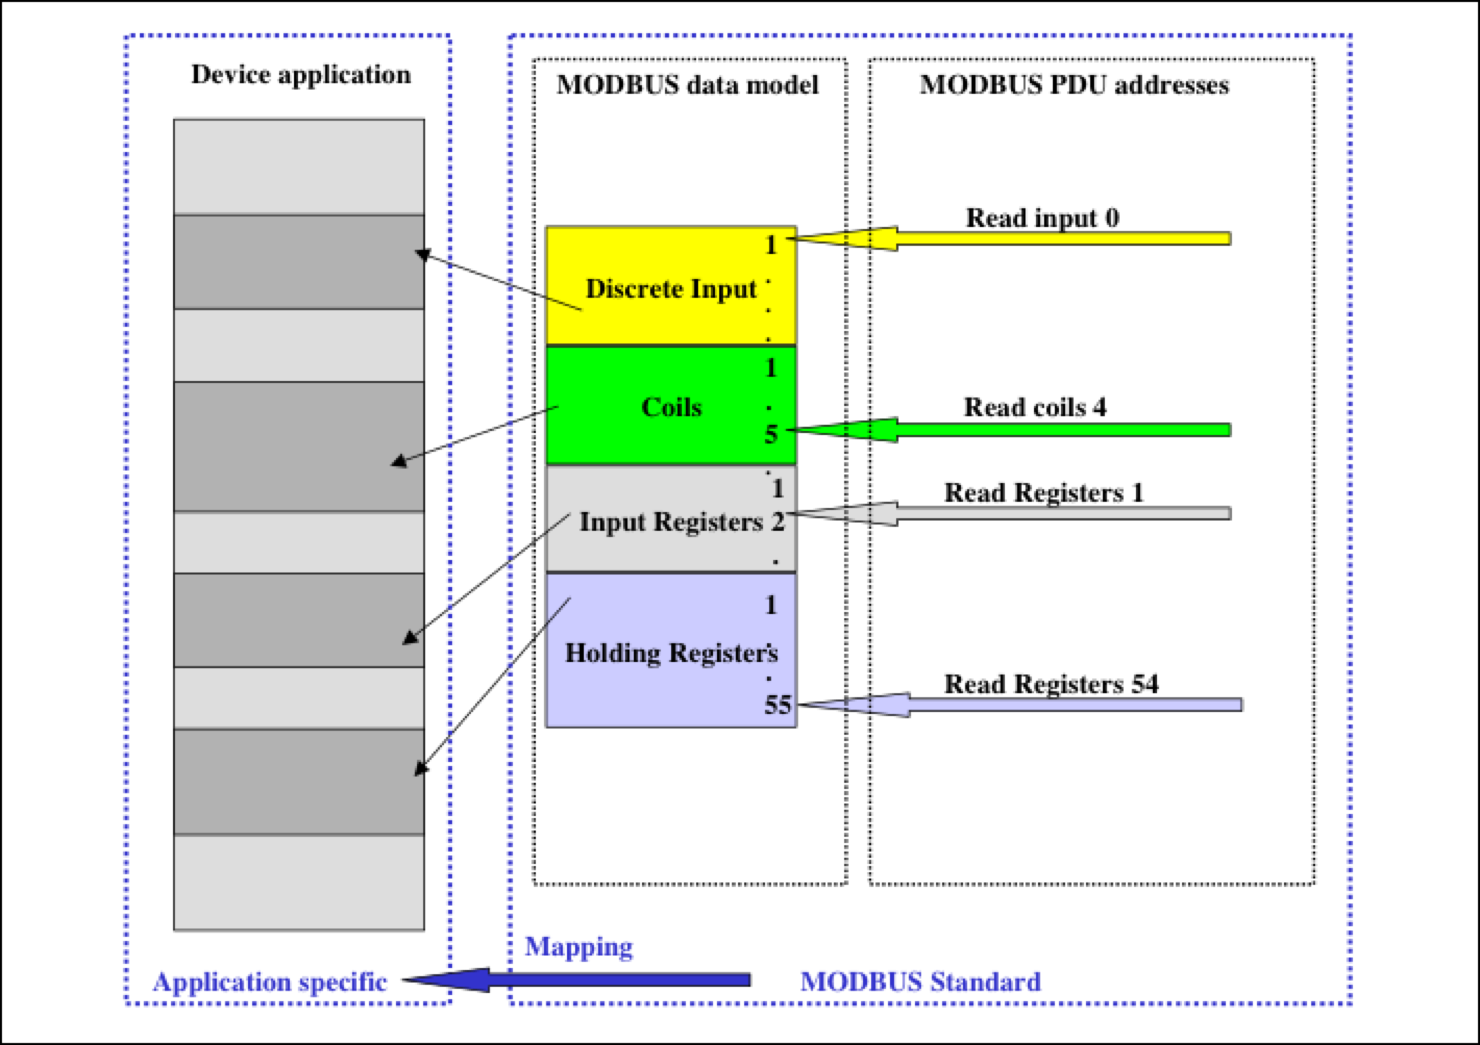 Device application
MODBUS data model
MODBUS PDU addresses
1
Read input 0
Discrete Input
1
Coils
Read coils 4
5
1
Read Registers 1
Input Registers 2
1
Holding Registers
Read Registers 54
55
Mapping
Application specific
MODBUS Standard